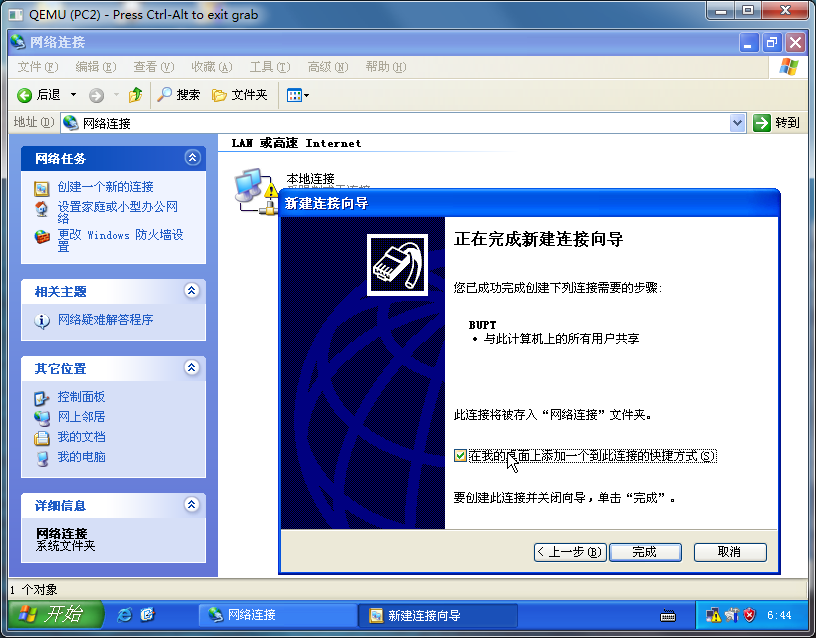 QEMU (PC2) - Press Ctrl-Alt to exit grab
网络连接
文件(F) 编辑(E) 查看(V) 收藏(A) 工具(T) 高级(N) 帮助(H)
后退 搜索 文件夹
地址(D) 网络连接 转到
网络任务
创建一个新的连接
设置家庭或小型办公网
络
更改 Windows 防火墙设
置
相关主题
网络疑难解答程序
其它位置
控制面板
网上邻居
我的文档
我的电脑
详细信息
网络连接
系统文件夹
LAN 或高速 Internet
本地连接
新建连接向导
正在完成新建连接向导
您已成功完成创建下列连接需要的步骤:
BUPT
• 与此计算机上的所有用户共享
此连接将被存入“网络连接”文件夹。
在我的桌面上添加一个到此连接的快捷方式(S)
要创建此连接并关闭向导，单击“完成”。
< 上一步(B) 完成 取消
1 个对象
开始 网络连接 新建连接向导 6:44